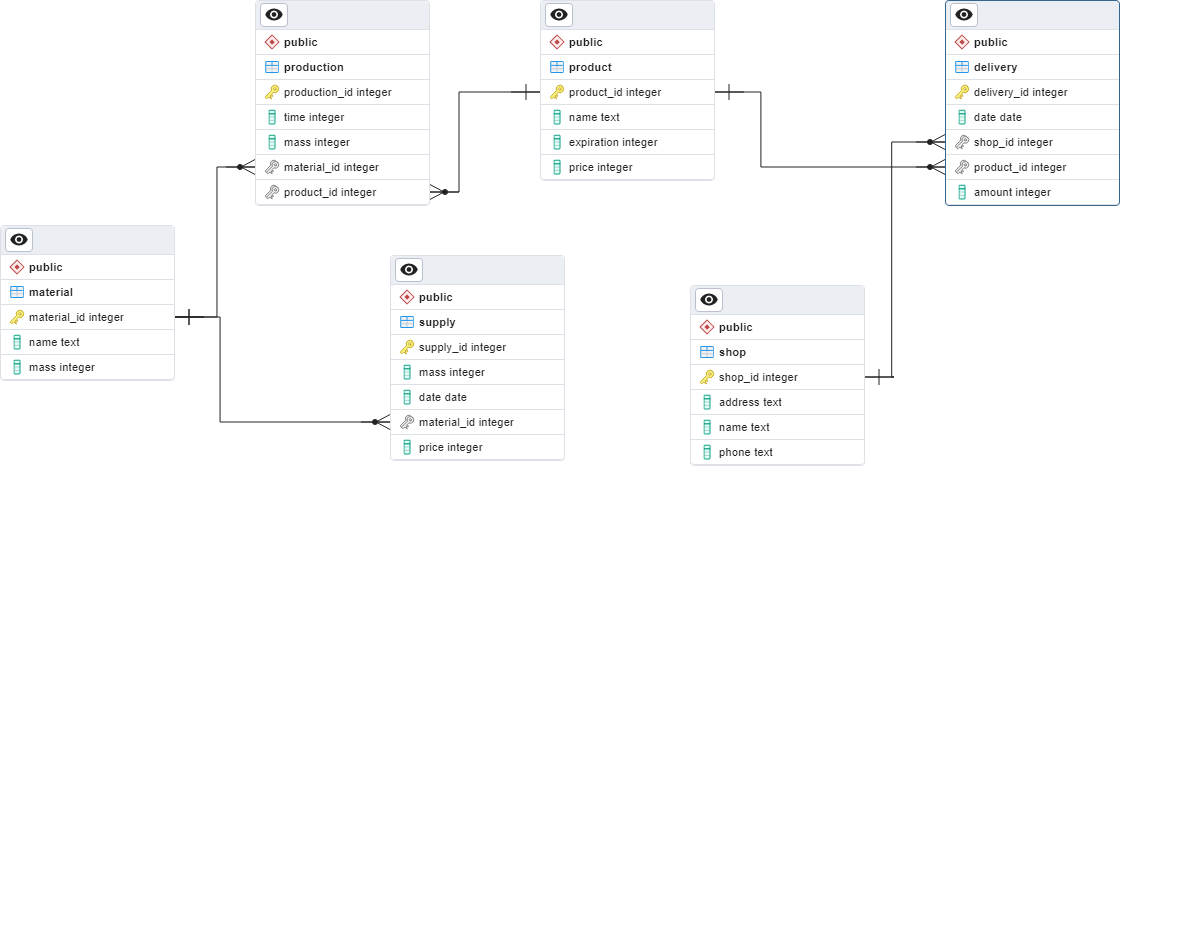 public
production
production_id integer
time integer
mass integer
material_id integer
product_id integer
public
product
product_id integer
name text
expiration integer
price integer
public
delivery
delivery_id integer
date date
shop_id integer
product_id integer
amount integer
public
material
material_id integer
name text
mass integer
public
supply
supply_id integer
mass integer
date date
material_id integer
price integer
public
shop
shop_id integer
address text
name text
phone text